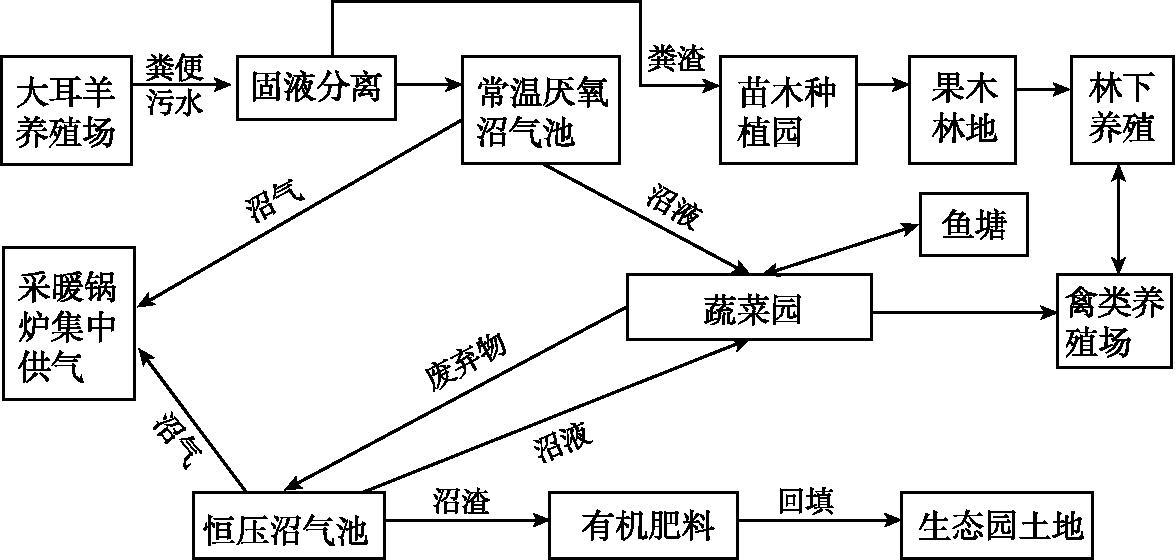 大耳羊
养殖场
粪便
污水
固液分离
常温厌氧
沼气池
粪渣
苗木种
植园
果木
林地
林下
养殖
沼气
沼液
鱼塘
采暖锅
炉集中
供气
蔬菜园
禽类养
殖场
废弃物
沼气
沼液
恒压沼气池
沼渣
有机肥料
回填
生态园土地